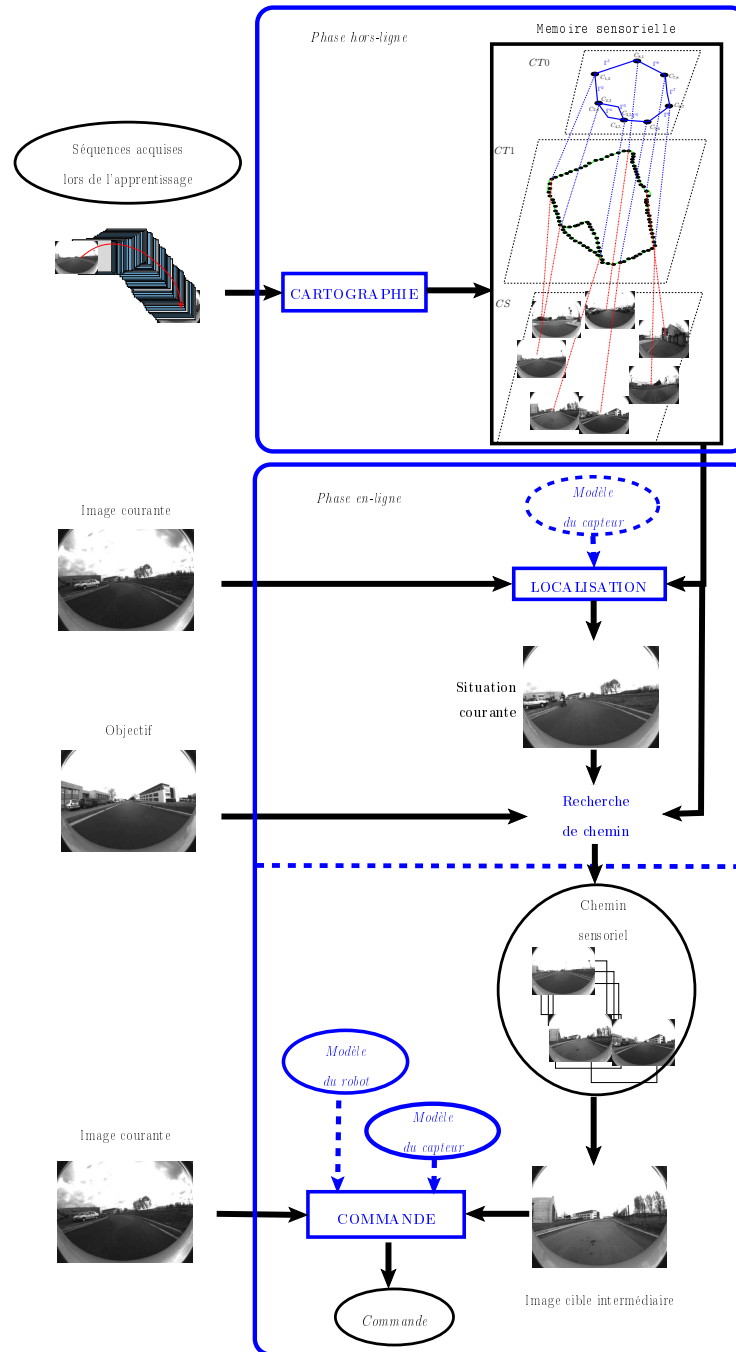 Memoire sensorielle
Phase hors-ligne
CT0
Séquences acquises
lors de l'apprentissage
CT1
CARTOGRAPHIE
CS
Phase en-ligne
Modèle
du capteur
Image courante
LOCALISATION
Situation
courante
Objectif
Recherche
de chemin
Chemin
sensoriel
Modèle
du robot
Modèle
du capteur
Image courante
COMMANDE
Image cible intermédiaire
Commande